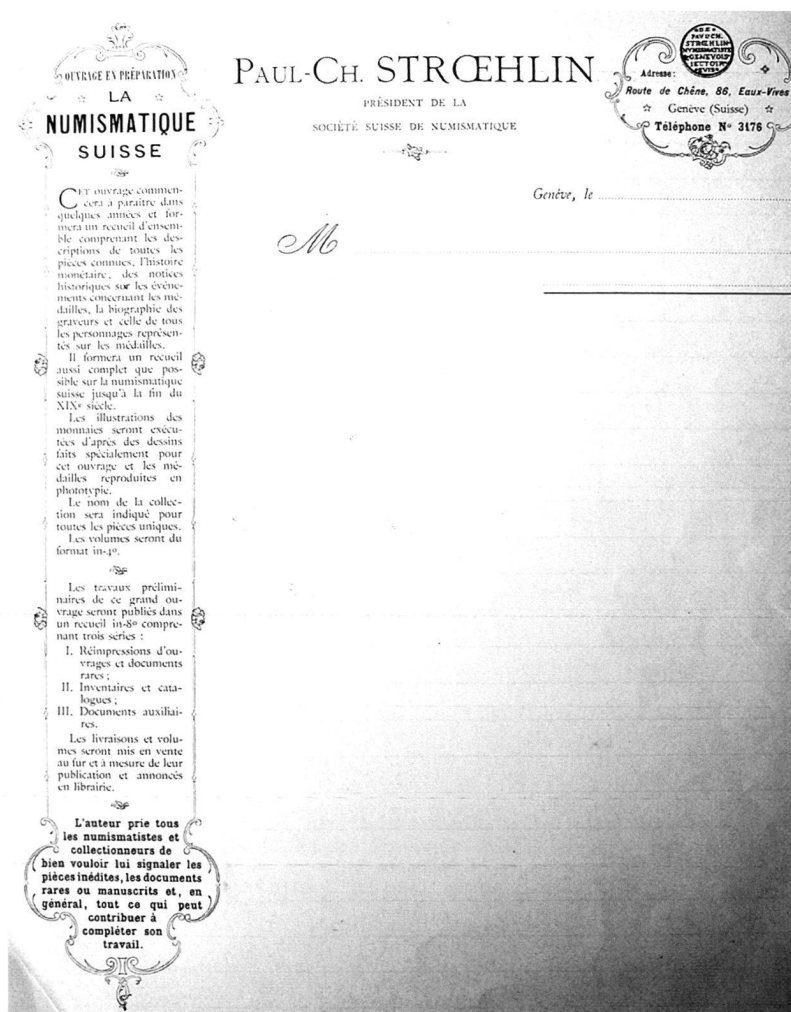 OUVRAGE EN PRÉPARATION
LA
NUMISMATIQUE
SUISSE
CET ouvrage commen-
cera à paraître dans
quelques années et for-
mera un recueil d'ensem-
ble comprenant les des-
criptions de toutes les
pièces connues, l'histoire
monétaire, des notices
historiques sur les événe-
ments concernant les mé-
dailles, la biographie des
graveurs et celle de tous
les personnages représen-
tés sur les médailles.
Il formera un recueil
aussi complet que pos-
sible sur la numismatique
suisse jusqu'à la fin du
XIXe siècle.
Les illustrations des
monnaies seront exécu-
tées d'après des dessins
faits spécialement pour
cet ouvrage et les mé-
dailles reproduites en
phototypie.
Le nom de la collec-
tion sera indiqué pour
toutes les pièces uniques.
Les volumes seront du
format in-4o.
Les travaux prélimi-
naires de ce grand ou-
vrage seront publiés dans
un recueil in-8o compre-
nant trois séries :
I. Réimpressions d'ou-
vrages et documents
rares ;
II. Inventaires et cata-
logues ;
III. Documents auxiliai-
res.
Les livraisons et volu-
mes seront mis en vente
au fur et à mesure de leur
publication et annoncés
en librairie.
L'auteur prie tous
les numismatistes et
collectionneurs de
bien vouloir lui signaler les
pièces inédites, les documents
rares ou manuscrits et, en
général, tout ce qui peut
contribuer à
compléter son
travail.
PAUL-CH. STRŒHLIN
PRÉSIDENT DE LA
SOCIÉTÉ SUISSE DE NUMISMATIQUE
Adresse :
Route de Chêne, 86, Eaux-Vives
Genève (Suisse)
Téléphone No 3176
Genève, le
M